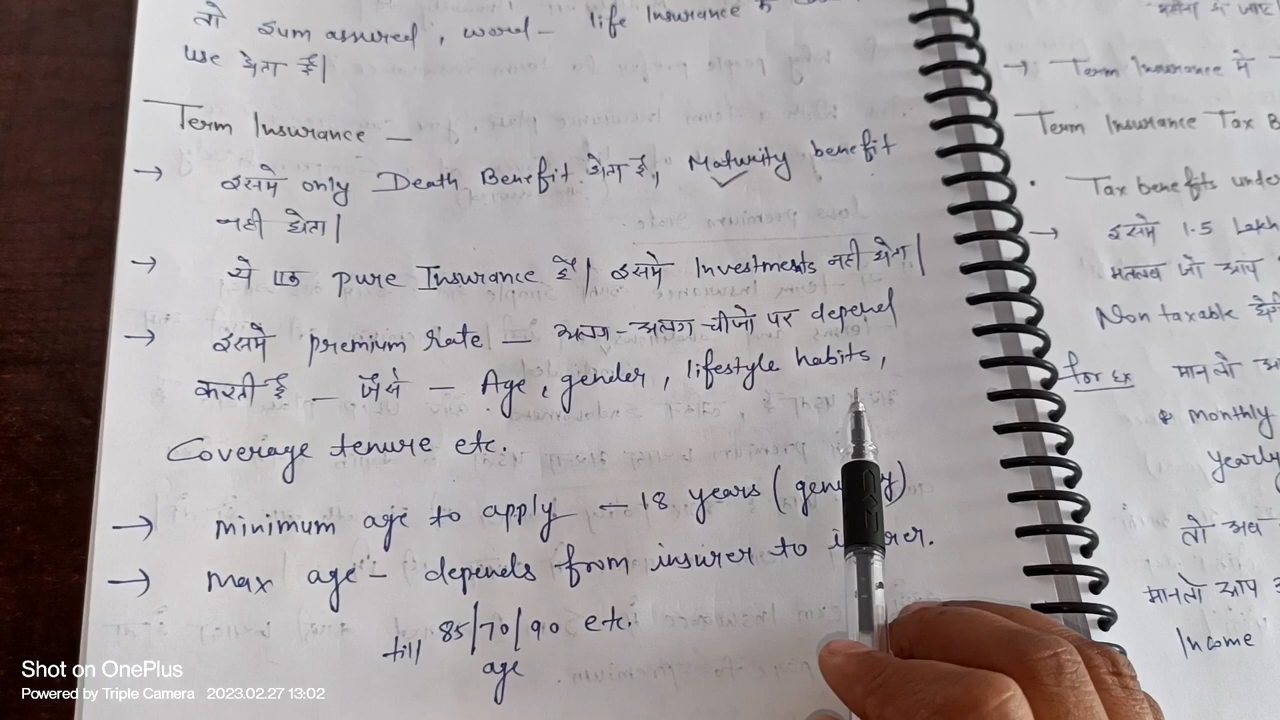 तो sum assured, word - life Insurance के
use होता है|
Term Insurance -
→ इसमे only Death Benefit होता है, Maturity benefit
नही होता|
→ ये एक pure Insurance है| इसमे Investments नही होता|
→ इसमे premium rate - अलग-अलग चीजो पर depend
करती है - जैसे - Age, gender, lifestyle habits,
Coverage tenure etc.
→ minimum age to apply - 18 years (
→ Max age - depends from insurer to
till 85/70/90 etc.
age
→ Term Insurance मे
Term Insurance Tax B
• Tax benefits under
→ इसमे 1.5 Lakh
मतलब जो आप
Non taxable होगी
for Ex मानलो
monthly
yearly
तो अब
मानलो आप
Income
Shot on OnePlus
Powered by Triple Camera 2023.02.27 13:02